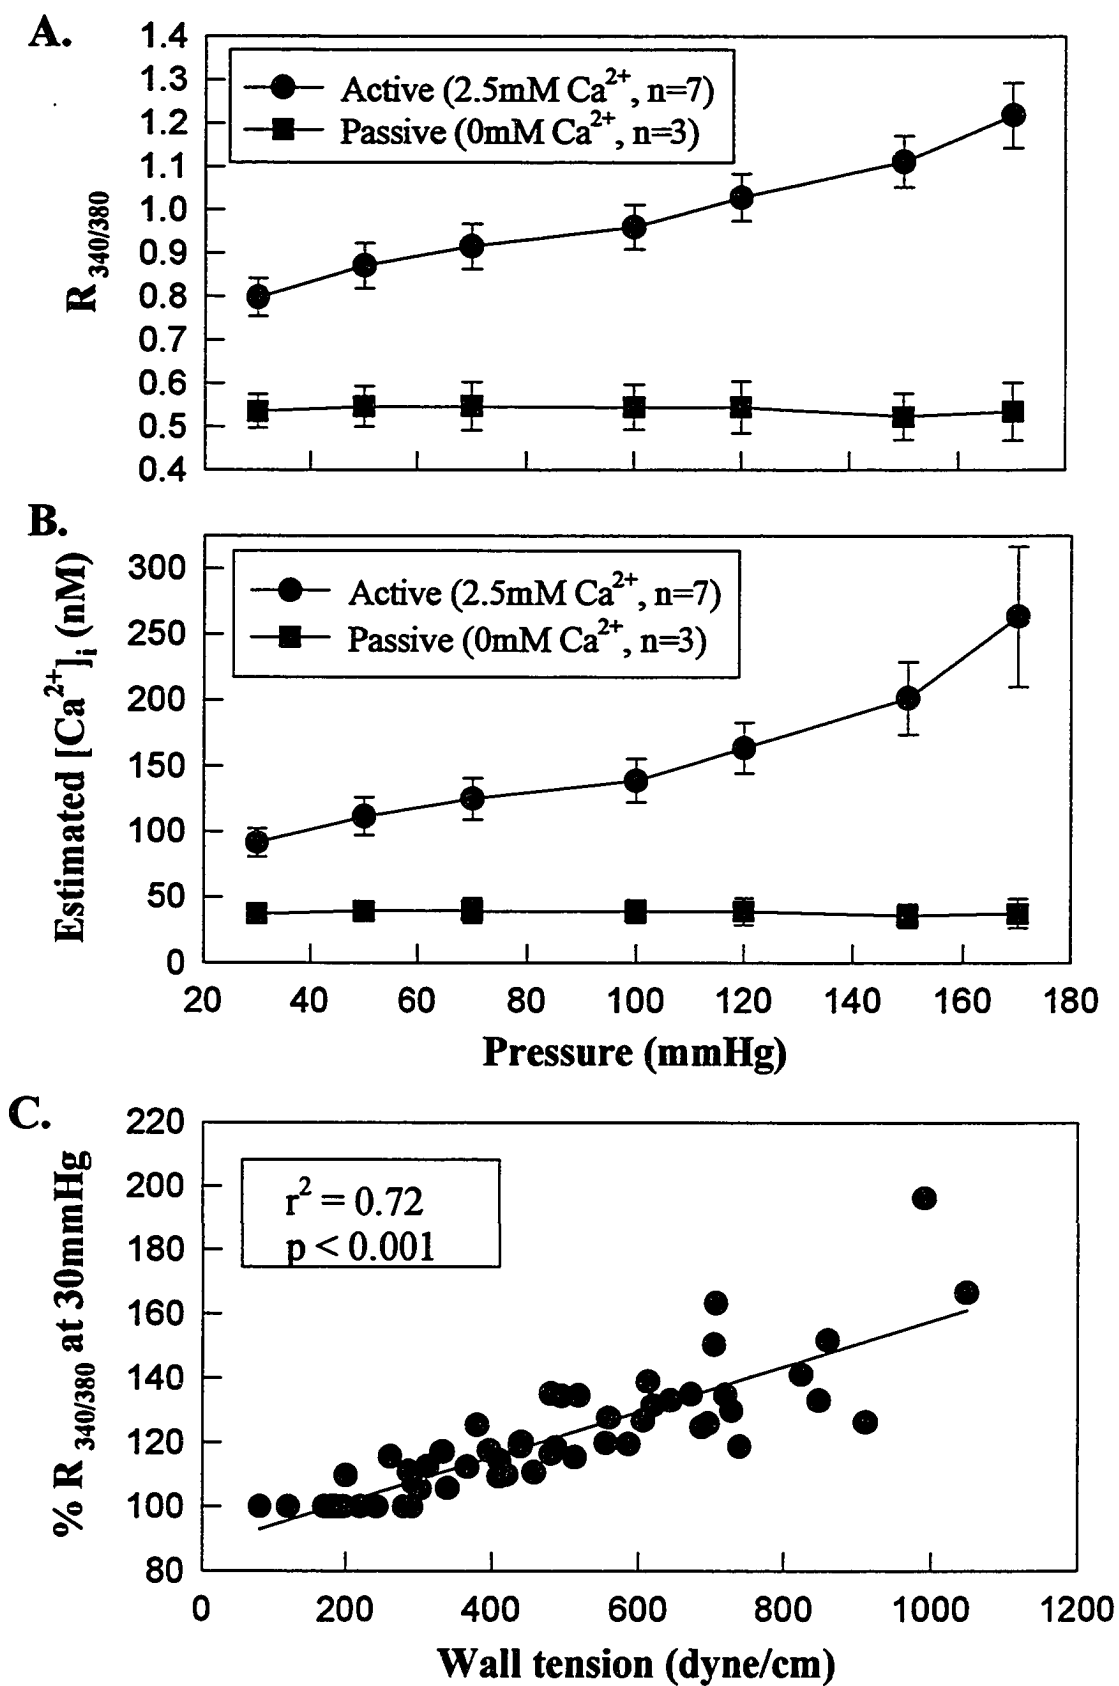 A.
1.4
1.3
1.2
1.1
1.0
0.9
0.8
0.7
0.6
0.5
0.4
R340/380
Active (2.5mM Ca2+, n=7)
Passive (0mM Ca2+, n=3)
B.
300
250
200
150
100
50
0
Estimated [Ca2+]i (nM)
Active (2.5mM Ca2+, n=7)
Passive (0mM Ca2+, n=3)
20 40 60 80 100 120 140 160 180
Pressure (mmHg)
C.
220
200
180
160
140
120
100
80
% R340/380 at 30mmHg
r2 = 0.72
p < 0.001
0 200 400 600 800 1000 1200
Wall tension (dyne/cm)